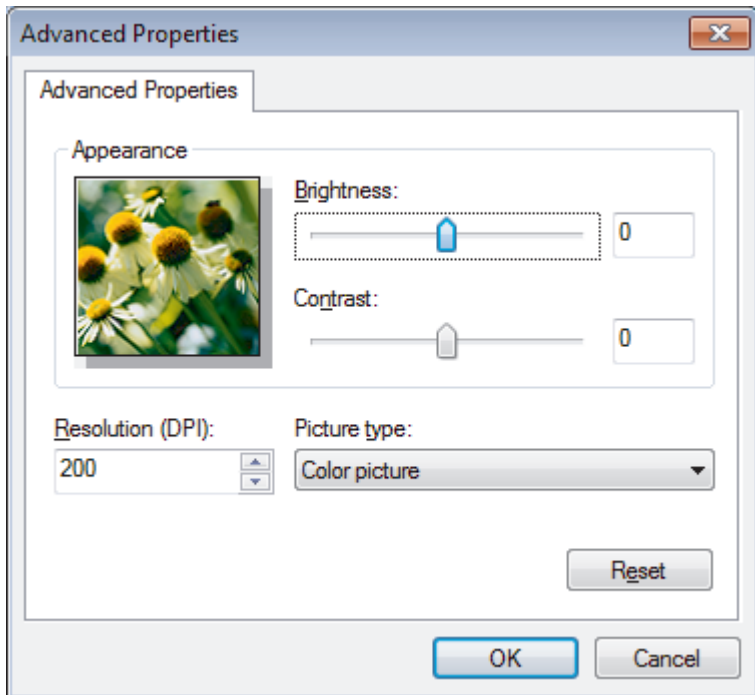 Advanced Properties
Advanced Properties
Appearance
Brightness:
0
Contrast:
0
Resolution (DPI):
200
Picture type:
Color picture
Reset
OK
Cancel